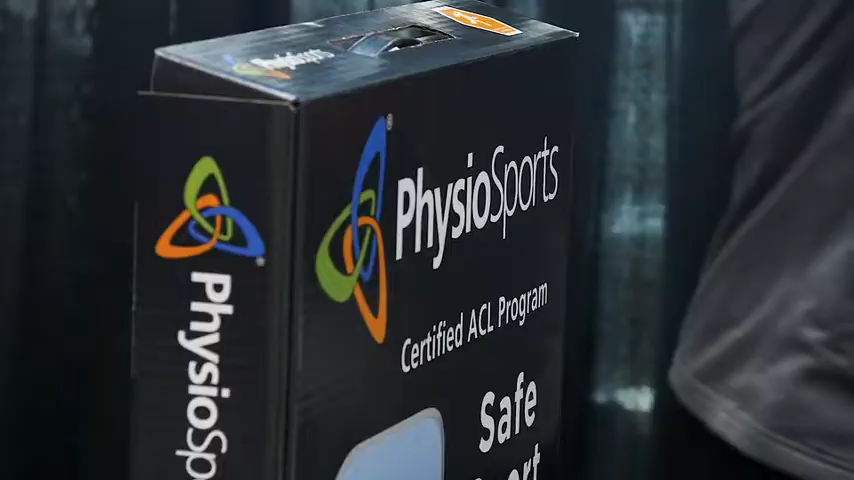 PhysioSports
PhysioSports
Certified ACL Program
Safe
PhysioSp